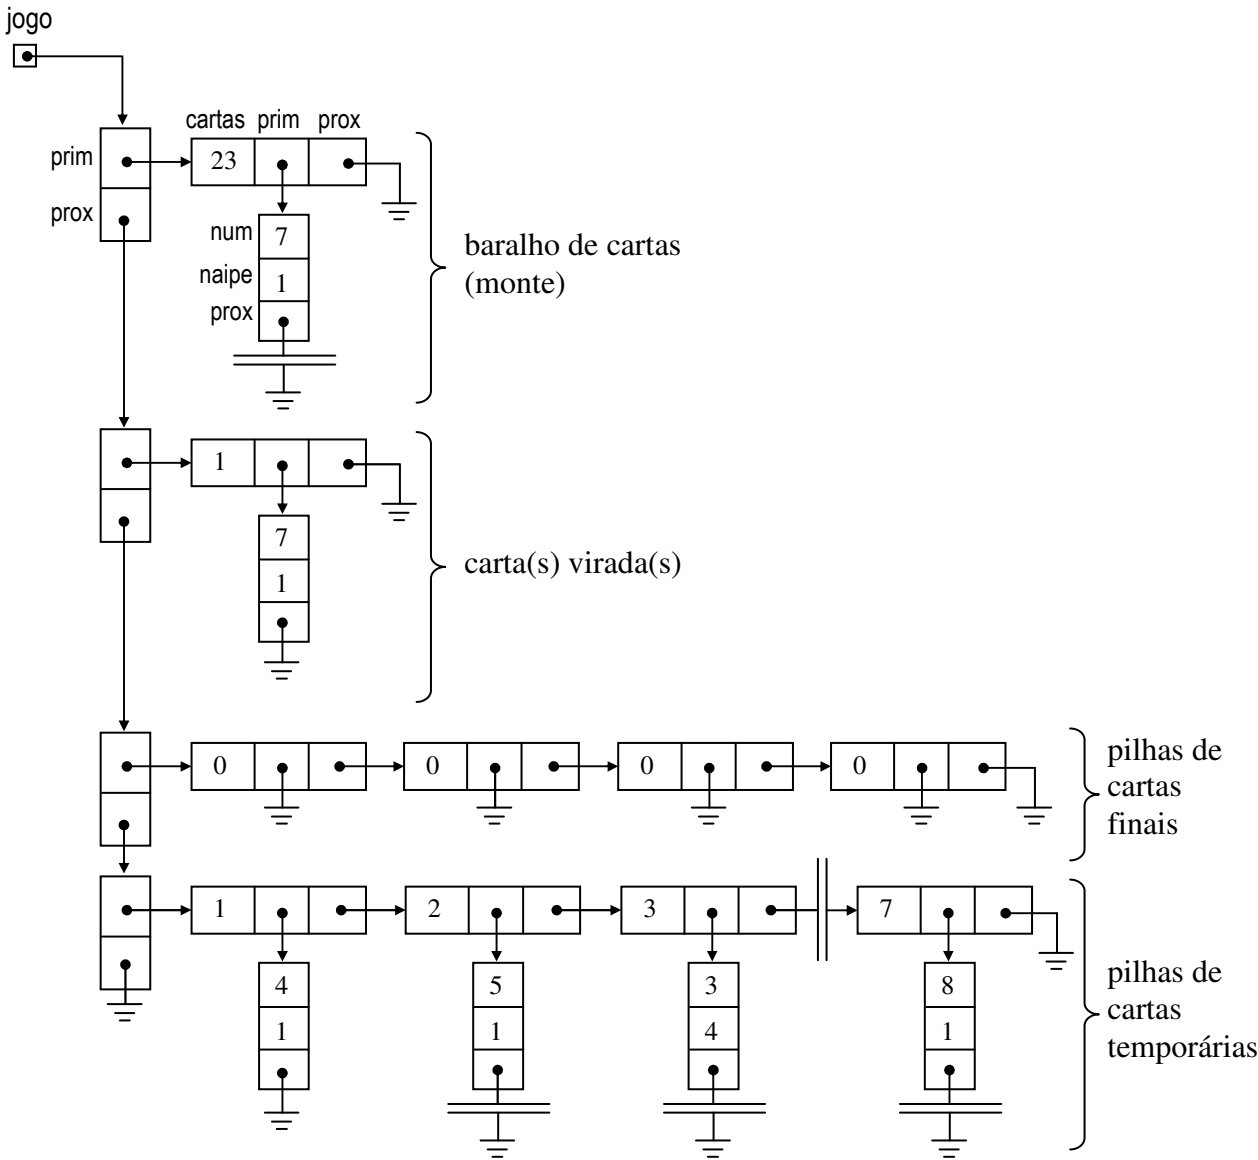 jogo
cartas prim prox
prim
23
prox
num
7
naipe
1
prox
baralho de cartas
(monte)
1
7
1
carta(s) virada(s)
0
0
0
0
pilhas de
cartas
finais
1
2
3
7
4
1
5
1
3
4
8
1
pilhas de
cartas
temporárias